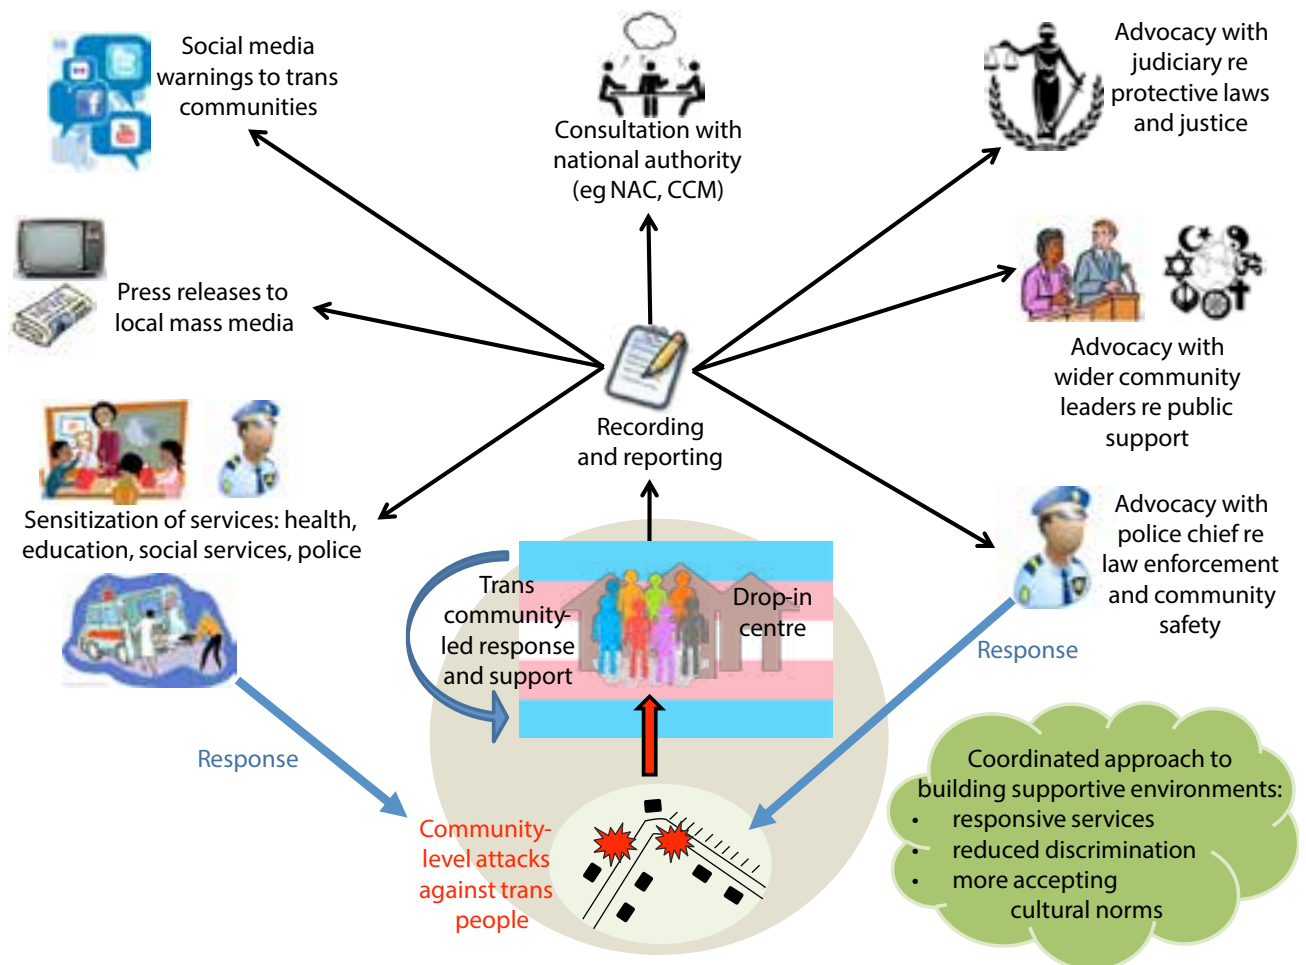 Social media
warnings to trans
communities
Consultation with
national authority
(eg NAC, CCM)
Advocacy with
judiciary re
protective laws
and justice
Press releases to
local mass media
Advocacy with
wider community
leaders re public
support
Recording
and reporting
Sensitization of services: health,
education, social services, police
Advocacy with
police chief re
law enforcement
and community
safety
Trans
community-
led response
and support
Drop-in
centre
Response
Response
Community-
level attacks
against trans
people
Coordinated approach to
building supportive environments:
• responsive services
• reduced discrimination
• more accepting
cultural norms